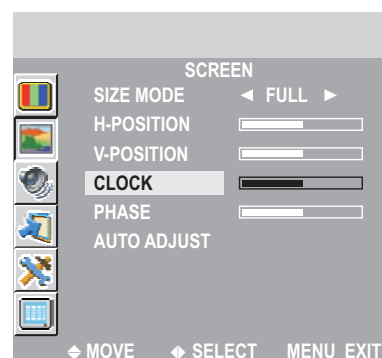 SCREEN
SIZE MODE ◄ FULL ►
H-POSITION
V-POSITION
CLOCK
PHASE
AUTO ADJUST
MOVE SELECT MENU EXIT